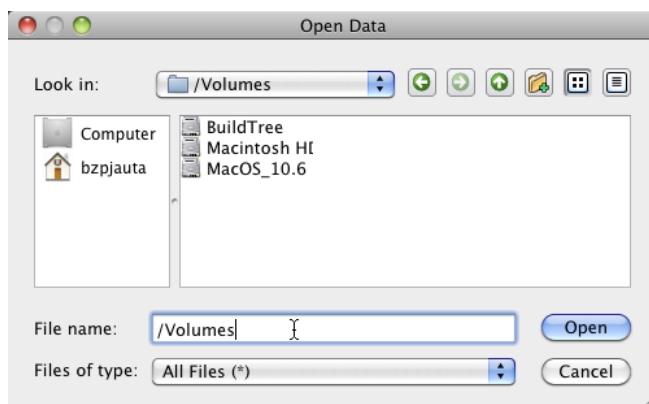 Open Data
Look in: /Volumes
Computer
bzpjauta
BuildTree
Macintosh HD
MacOS_10.6
File name: /Volumes
Open
Files of type: All Files (*)
Cancel